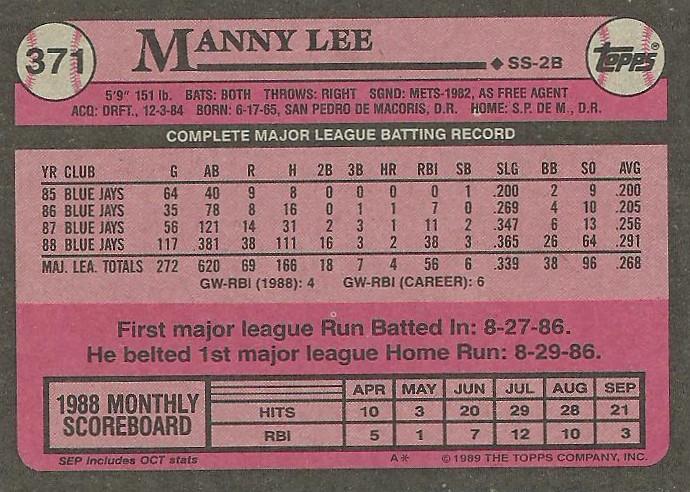 371
MANNY LEE
◆ SS-2B
TOPPS®
5'9" 151 lb. BATS: BOTH THROWS: RIGHT SGND: METS-1982, AS FREE AGENT
ACQ: DRFT., 12-3-84 BORN: 6-17-65, SAN PEDRO DE MACORIS, D.R. HOME: S.P. DE M., D.R.
COMPLETE MAJOR LEAGUE BATTING RECORD
YR CLUB G AB R H 2B 3B HR RBI SB SLG BB SO AVG
85 BLUE JAYS 64 40 9 8 0 0 0 0 1 .200 2 9 .200
86 BLUE JAYS 35 78 8 16 0 1 1 7 0 .269 4 10 .205
87 BLUE JAYS 56 121 14 31 2 3 1 11 2 .347 6 13 .256
88 BLUE JAYS 117 .381 38 111 16 3 2 38 3 .365 26 64 .291
MAJ. LEA. TOTALS 272 620 69 166 18 7 4 56 6 .339 38 96 .268
GW-RBI (1988): 4 GW-RBI (CAREER): 6
First major league Run Batted In: 8-27-86.
He belted 1st major league Home Run: 8-29-86.
1988 MONTHLY
SCOREBOARD
APR MAY JUN JUL AUG SEP
HITS 10 3 20 29 28 21
RBI 5 1 7 12 10 3
SEP includes OCT stats
A* © 1989 THE TOPPS COMPANY, INC.